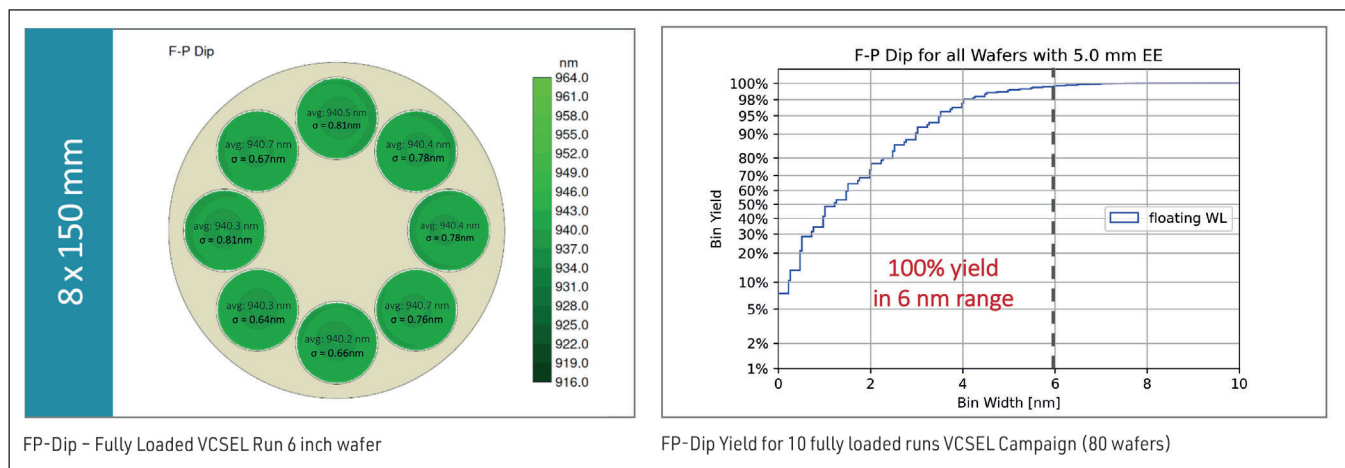 8 x 150 mm
F-P Dip
nm
964.0
961.0
958.0
955.0
952.0
949.0
946.0
943.0
940.0
937.0
934.0
931.0
928.0
925.0
922.0
919.0
916.0
avg: 940.5 nm
σ = 0.81nm
avg: 940.7 nm
σ = 0.67nm
avg: 940.4 nm
σ = 0.78nm
avg: 940.3 nm
σ = 0.81nm
avg: 940.4 nm
σ = 0.78nm
avg: 940.3 nm
σ = 0.64nm
avg: 940.7 nm
σ = 0.76nm
avg: 940.2 nm
σ = 0.66nm
FP-Dip – Fully Loaded VCSEL Run 6 inch wafer
F-P Dip for all Wafers with 5.0 mm EE
Bin Yield
100%
98%
95%
90%
80%
70%
60%
50%
40%
30%
20%
10%
5%
2%
1%
floating WL
100% yield
in 6 nm range
0 2 4 6 8 10
Bin Width [nm]
FP-Dip Yield for 10 fully loaded runs VCSEL Campaign (80 wafers)